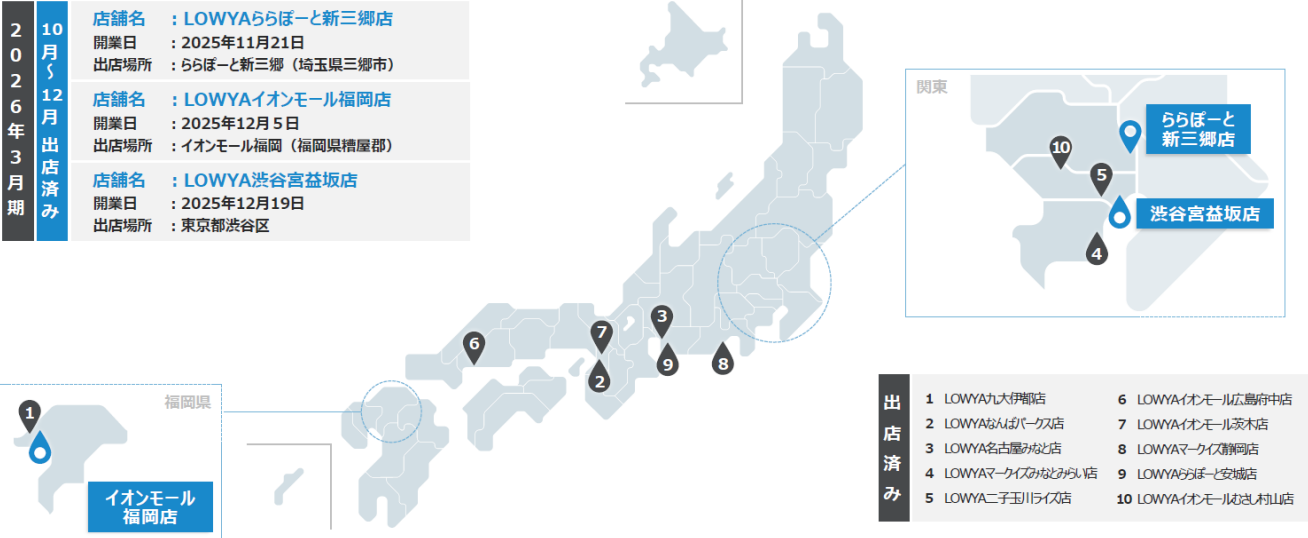 2026年3月期
10月~12月 出店済み
店舗名 :LOWYAららぽーと新三郷店
開業日 :2025年11月21日
出店場所 :ららぽーと新三郷(埼玉県三郷市)
店舗名 :LOWYAイオンモール福岡店
開業日 :2025年12月5日
出店場所 :イオンモール福岡(福岡県糟屋郡)
店舗名 :LOWYA渋谷宮益坂店
開業日 :2025年12月19日
出店場所 :東京都渋谷区
関東
ららぽーと
新三郷店
10
5
渋谷宮益坂店
4
3
7
6
9
8
2
福岡県
1
イオンモール
福岡店
出店済み
1 LOWYA九大伊都店
2 LOWYAなんばパークス店
3 LOWYA名古屋みなと店
4 LOWYAマークイズみなとみらい店
5 LOWYA二子玉川ライズ店
6 LOWYAイオンモール広島府中店
7 LOWYAイオンモール茨木店
8 LOWYAマークイズ静岡店
9 LOWYAららぽーと安城店
10 LOWYAイオンモールむさし村山店